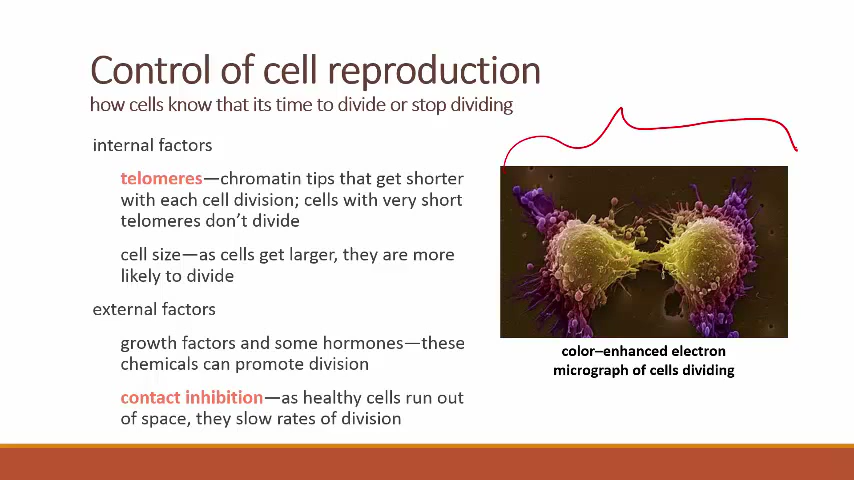 Control of cell reproduction
how cells know that its time to divide or stop dividing
internal factors
telomeres—chromatin tips that get shorter
with each cell division; cells with very short
telomeres don't divide
cell size—as cells get larger, they are more
likely to divide
external factors
growth factors and some hormones—these
chemicals can promote division
contact inhibition—as healthy cells run out
of space, they slow rates of division
color–enhanced electron
micrograph of cells dividing